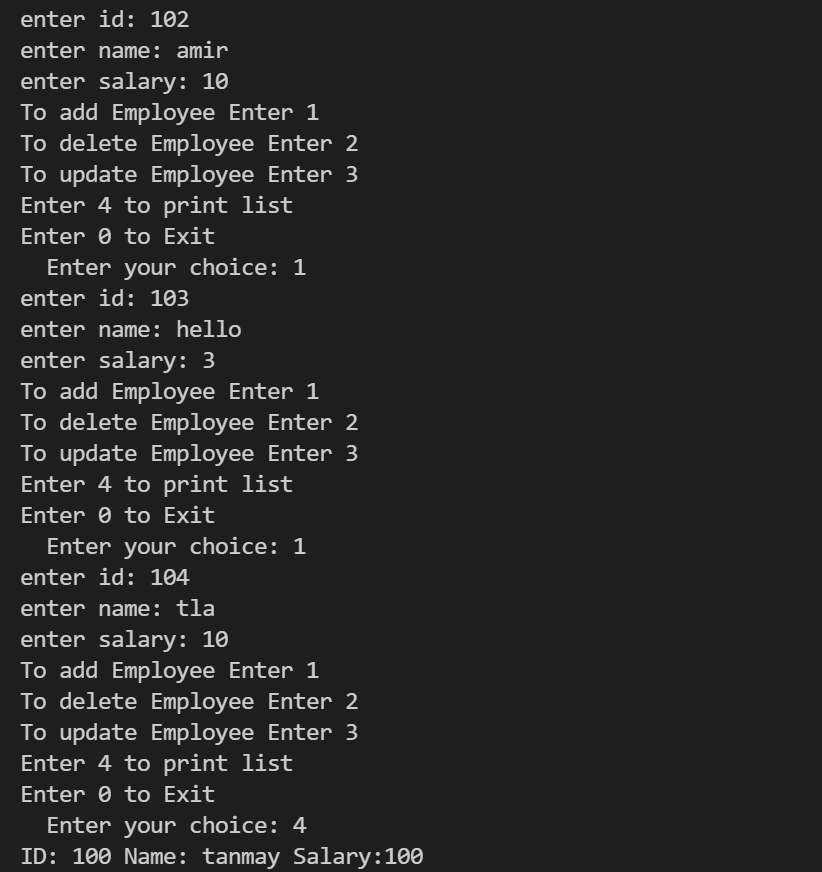 enter id: 102
enter name: amir
enter salary: 10
To add Employee Enter 1
To delete Employee Enter 2
To update Employee Enter 3
Enter 4 to print list
Enter 0 to Exit
  Enter your choice: 1
enter id: 103
enter name: hello
enter salary: 3
To add Employee Enter 1
To delete Employee Enter 2
To update Employee Enter 3
Enter 4 to print list
Enter 0 to Exit
  Enter your choice: 1
enter id: 104
enter name: tla
enter salary: 10
To add Employee Enter 1
To delete Employee Enter 2
To update Employee Enter 3
Enter 4 to print list
Enter 0 to Exit
  Enter your choice: 4
ID: 100 Name: tanmay Salary:100